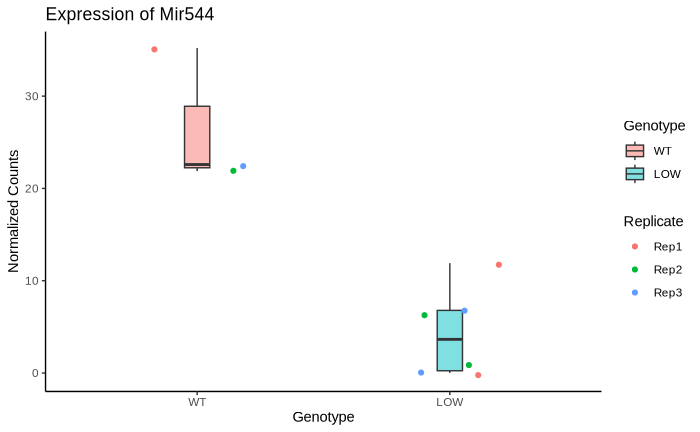 Expression of Mir544
Normalized Counts
30
20
10
0
WT
LOW
Genotype
Genotype
WT
LOW
Replicate
Rep1
Rep2
Rep3